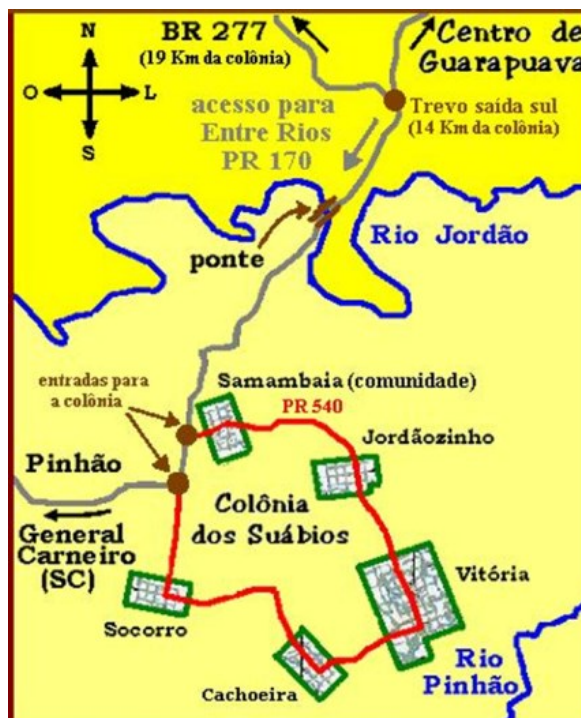 BR 277
(19 Km da colônia)
Centro de
Guarapuava
N
O
L
S
acesso para
Entre Rios
PR 170
Trevo saída sul
(14 Km da colônia)
ponte
Rio Jordão
entradas para
a colônia
Samambaia (comunidade)
PR 540
Jordãozinho
Pinhão
General
Carneiro
(SC)
Colônia
dos Suábios
Vitória
Socorro
Cachoeira
Rio
Pinhão